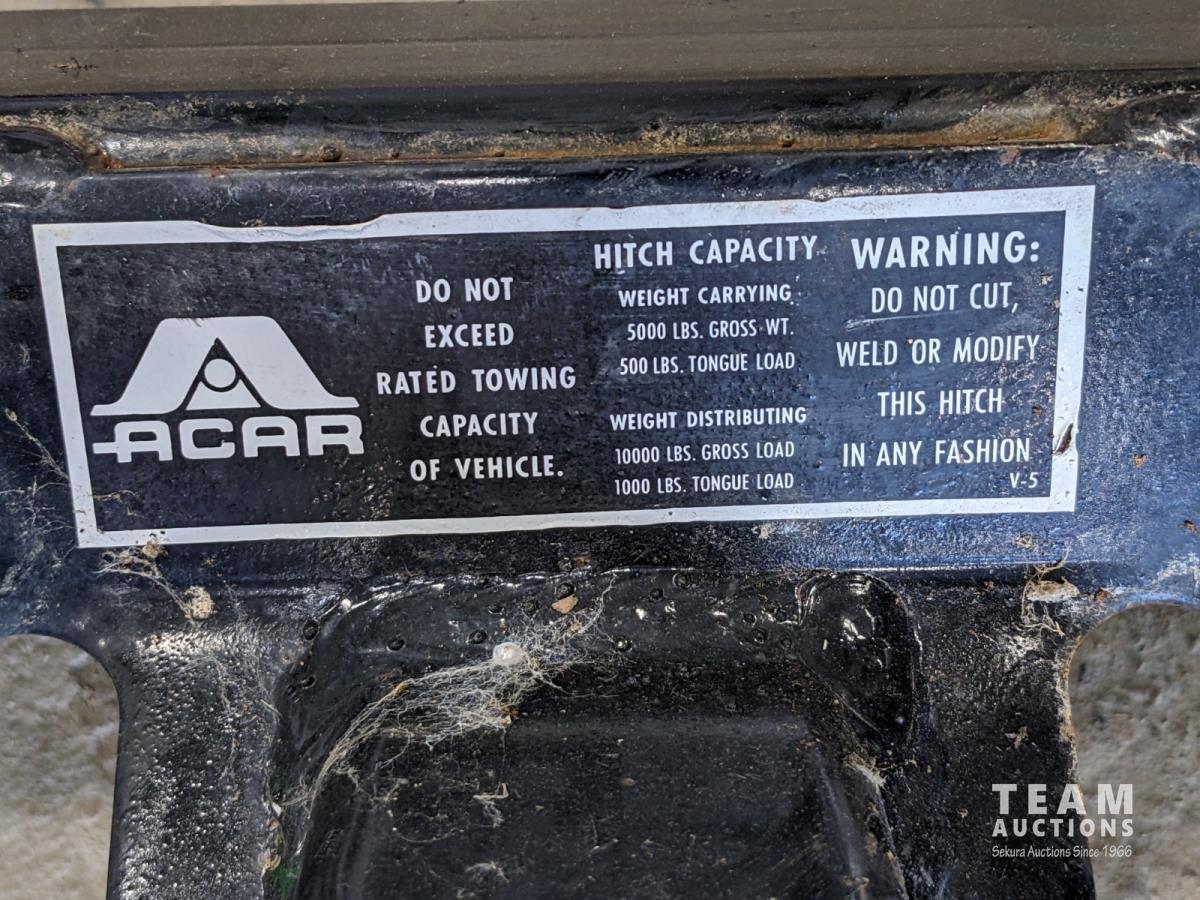 ACAR
DO NOT
EXCEED
RATED TOWING
CAPACITY
OF VEHICLE.
HITCH CAPACITY
WEIGHT CARRYING
5000 LBS. GROSS WT.
500 LBS. TONGUE LOAD
WEIGHT DISTRIBUTING
10000 LBS. GROSS LOAD
1000 LBS. TONGUE LOAD
WARNING:
DO NOT CUT,
WELD OR MODIFY
THIS HITCH
IN ANY FASHION
V-5
TEAM
AUCTIONS
Sekura Auctions Since 1966